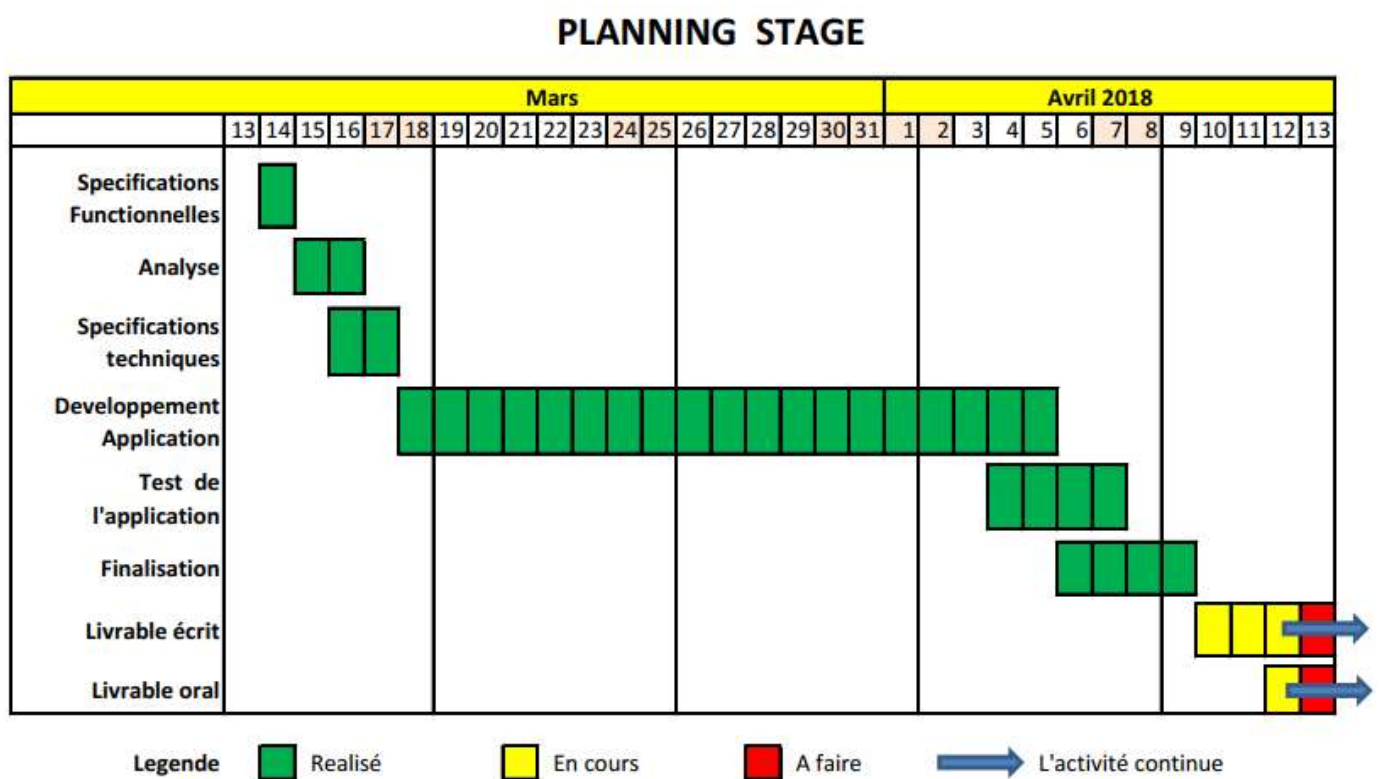 PLANNING STAGE
Mars Avril 2018
13 14 15 16 17 18 19 20 21 22 23 24 25 26 27 28 29 30 31 1 2 3 4 5 6 7 8 9 10 11 12 13
Specifications
Functionnelles
Analyse
Specifications
techniques
Developpement
Application
Test de
l'application
Finalisation
Livrable écrit
Livrable oral
Legende Realisé En cours A faire L'activité continue